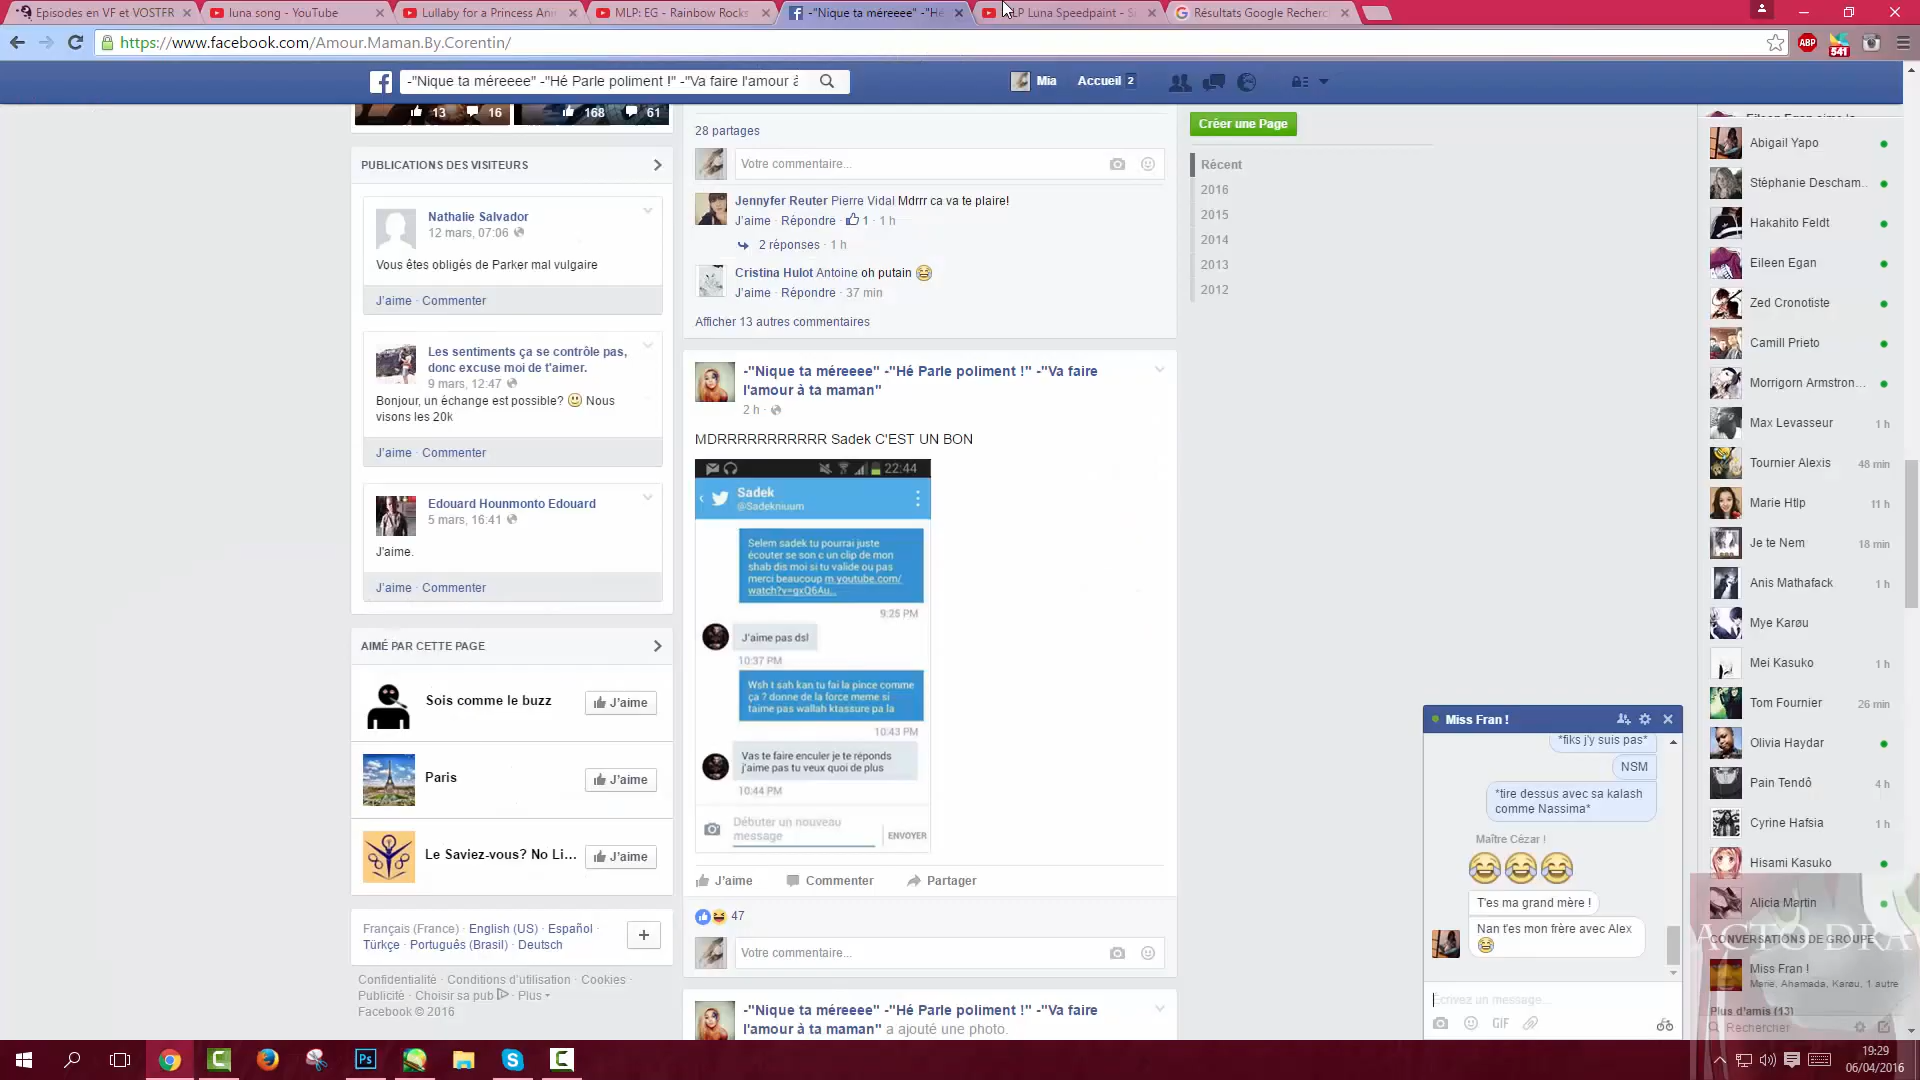 Episodes en VF et VOSTFR
luna song - YouTube
Lullaby for a Princess Ani
MLP: EG - Rainbow Rocks
-"Nique ta méreeee" -"Hé
MLP Luna Speedpaint - S
Résultats Google Recherc
https://www.facebook.com/Amour.Maman.By.Corentin/
ABP
541
-"Nique ta méreeee" -"Hé Parle poliment !" -"Va faire l'amour à
Mia
Accueil 2
13 16
168 61
PUBLICATIONS DES VISITEURS
Nathalie Salvador
12 mars, 07:06
Vous êtes obligés de Parker mal vulgaire
J'aime · Commenter
Les sentiments ça se contrôle pas,
donc excuse moi de t'aimer.
9 mars, 12:47
Bonjour, un échange est possible? Nous
visons les 20k
J'aime · Commenter
Edouard Hounmonto Edouard
5 mars, 16:41
J'aime.
J'aime · Commenter
AIMÉ PAR CETTE PAGE
Sois comme le buzz
J'aime
Paris
J'aime
Le Saviez-vous? No Li...
J'aime
Français (France) · English (US) · Español ·
Türkçe · Português (Brasil) · Deutsch
Confidentialité · Conditions d'utilisation · Cookies ·
Publicité · Choisir sa pub · Plus
Facebook © 2016
28 partages
Votre commentaire...
Jennyfer Reuter Pierre Vidal Mdrrr ca va te plaire!
J'aime · Répondre · 1 · 1 h
2 réponses · 1 h
Cristina Hulot Antoine oh putain
J'aime · Répondre · 37 min
Afficher 13 autres commentaires
-"Nique ta méreeee" -"Hé Parle poliment !" -"Va faire
l'amour à ta maman"
2 h
MDRRRRRRRRRRR Sadek C'EST UN BON
22:44
Sadek
@Sadekniuum
Selem sadek tu pourrai juste
écouter se son c un clip de mon
shab dis moi si tu valide ou pas
merci beaucoup m.youtube.com/
watch?v=gxQ6Au...
9:25 PM
J'aime pas dsl
10:37 PM
Wsh t sah kan tu fai la pince comme
ça ? donne de la force meme si
taime pas wallah ktassure pa la
10:43 PM
Vas te faire enculer je te réponds
j'aime pas tu veux quoi de plus
10:44 PM
Débuter un nouveau
message
ENVOYER
J'aime Commenter Partager
47
Votre commentaire...
-"Nique ta méreeee" -"Hé Parle poliment !" -"Va faire
l'amour à ta maman" a ajouté une photo.
Créer une Page
Récent
2016
2015
2014
2013
2012
Miss Fran !
*fiks j'y suis pas*
NSM
*tire dessus avec sa kalash
comme Nassima*
Maître Cézar !
T'es ma grand mère !
Nan t'es mon frère avec Alex
Écrivez un message...
GIF
Abigail Yapo
Stéphanie Descham...
Hakahito Feldt
Eileen Egan
Zed Cronotiste
Camill Prieto
Morrigorn Armstron...
Max Levasseur 1 h
Tournier Alexis 48 min
Marie Htlp 11 h
Je te Nem 18 min
Anis Mathafack 1 h
Mye Karøu
Mei Kasuko 1 h
Tom Fournier 26 min
Olivia Haydar
Pain Tendô 4 h
Cyrine Hafsia 1 h
Hisami Kasuko
Alicia Martin
CONVERSATIONS DE GROUPE
Miss Fran !
Marie, Ahamada, Karøu, 1 autre
Plus d'amis (13)
Rechercher
Ps
19:29
06/04/2016